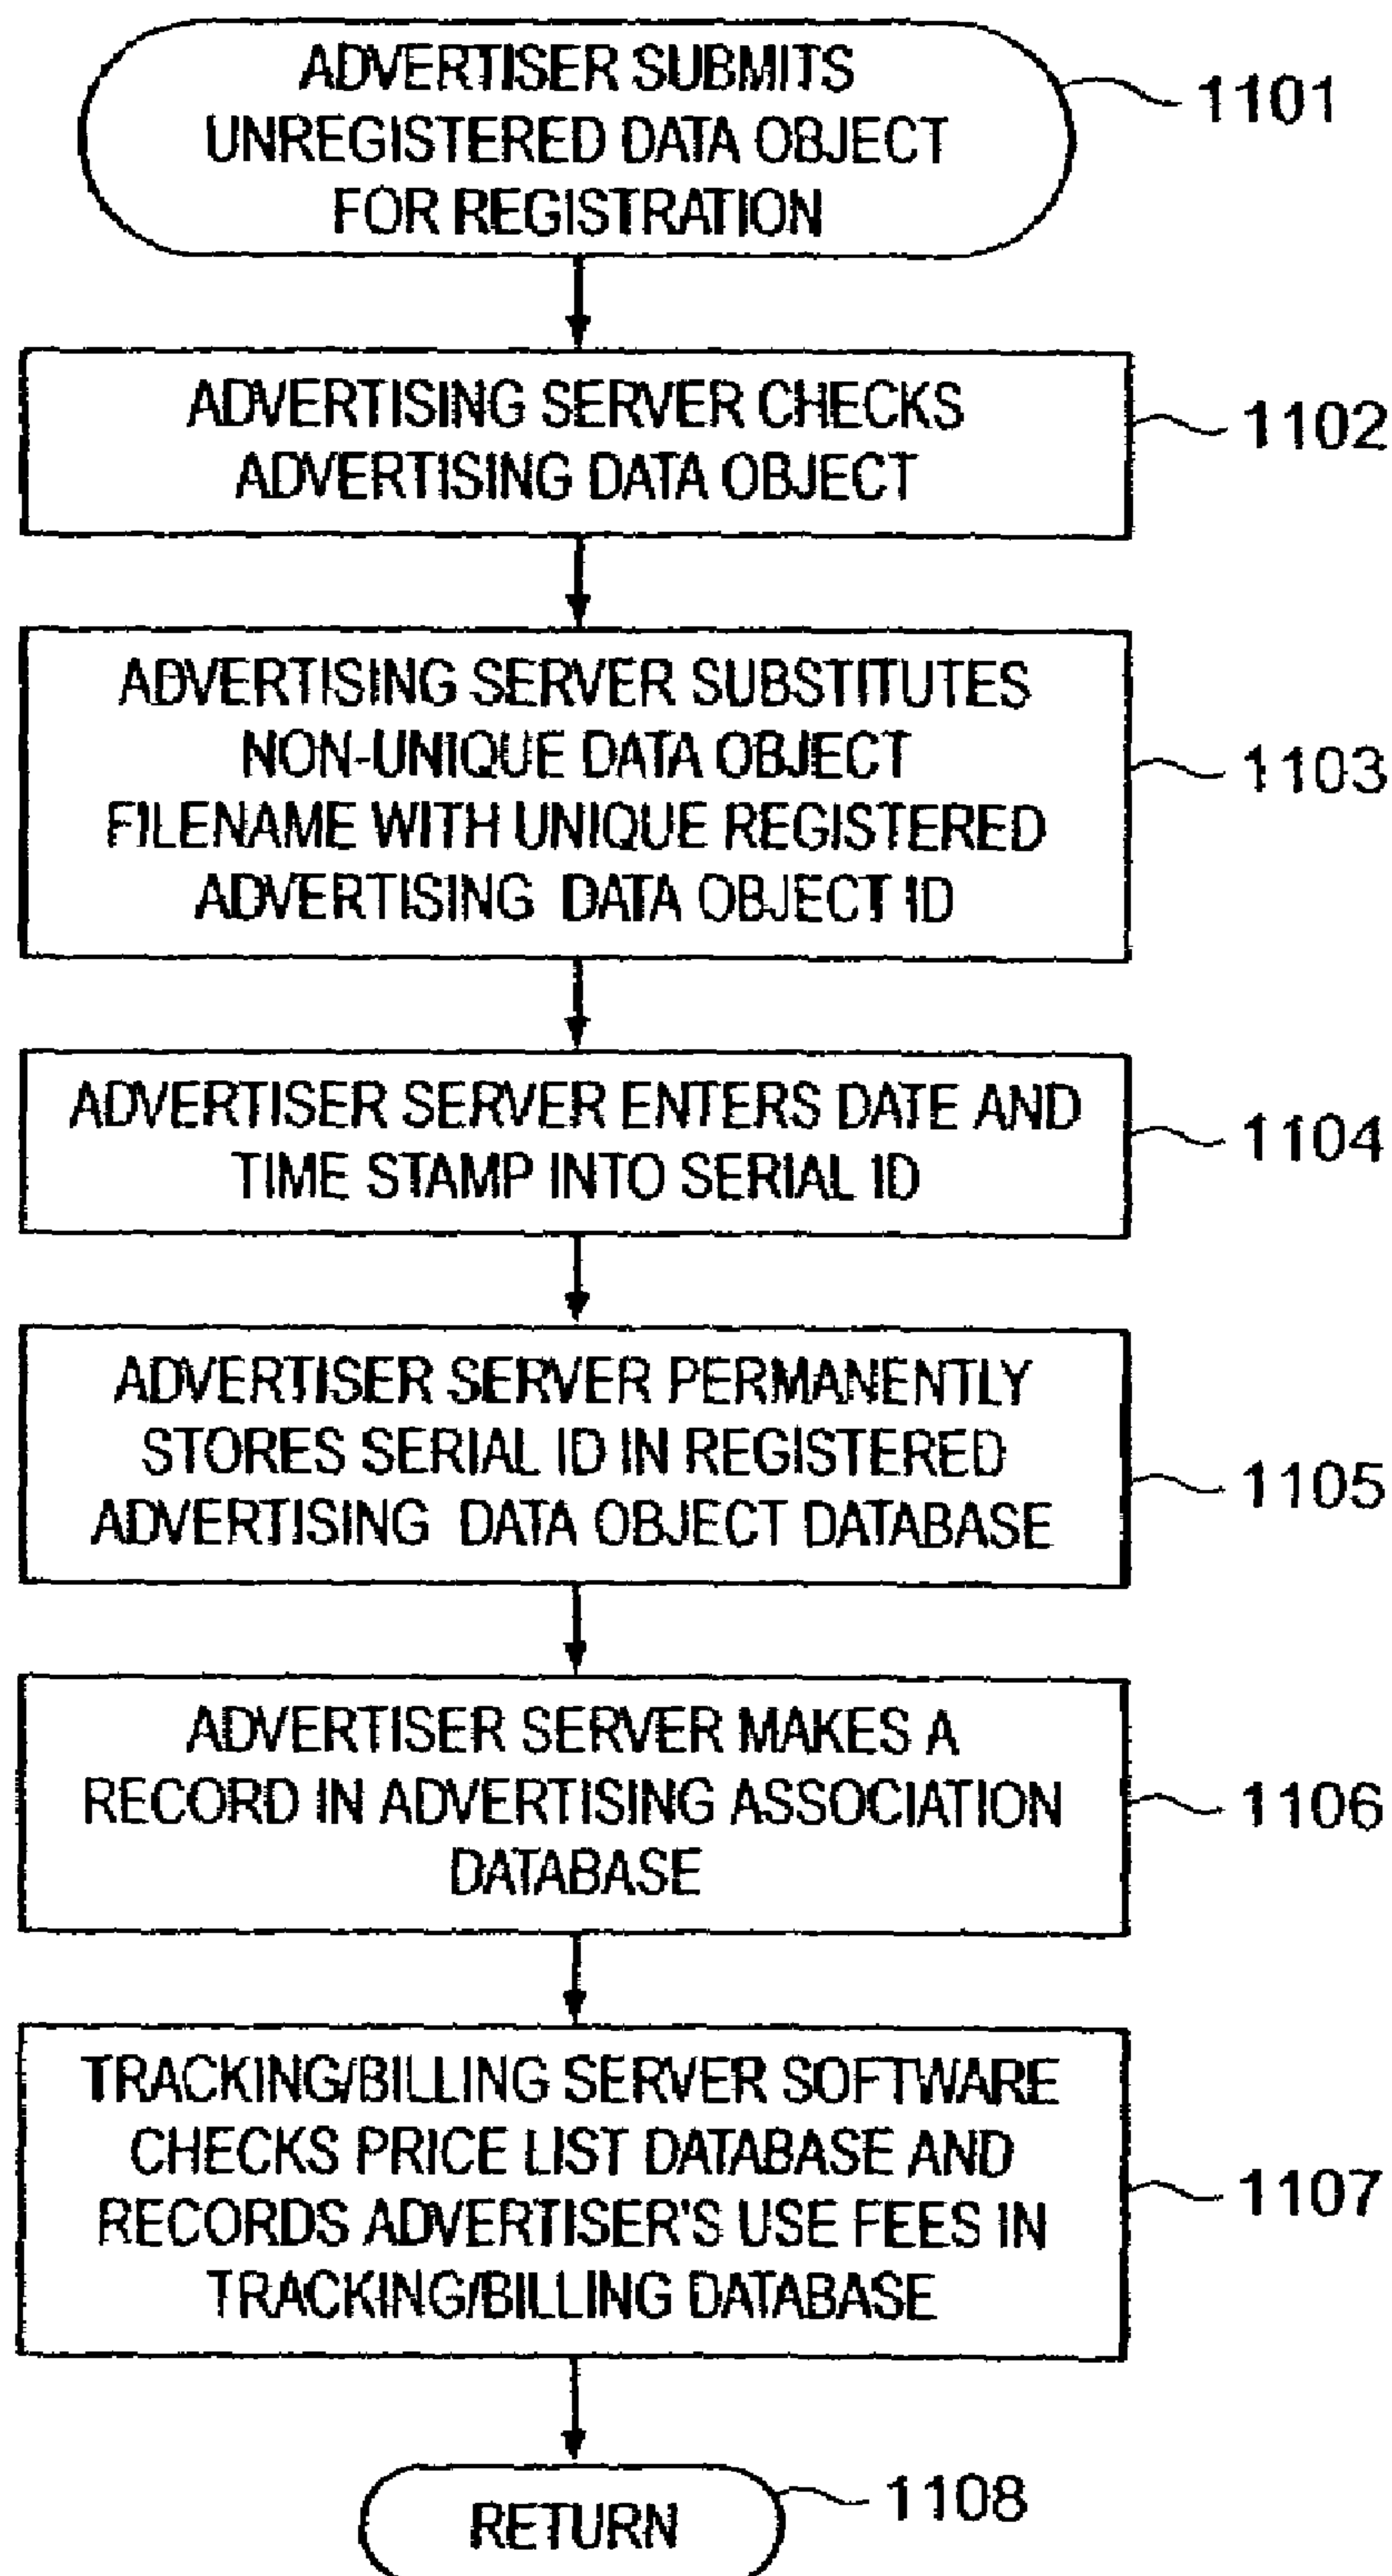 ADVERTISER SUBMITS
UNREGISTERED DATA OBJECT
FOR REGISTRATION
1101
ADVERTISING SERVER CHECKS
ADVERTISING DATA OBJECT
1102
ADVERTISING SERVER SUBSTITUTES
NON-UNIQUE DATA OBJECT
FILENAME WITH UNIQUE REGISTERED
ADVERTISING DATA OBJECT ID
1103
ADVERTISER SERVER ENTERS DATE AND
TIME STAMP INTO SERIAL ID
1104
ADVERTISER SERVER PERMANENTLY
STORES SERIAL ID IN REGISTERED
ADVERTISING DATA OBJECT DATABASE
1105
ADVERTISER SERVER MAKES A
RECORD IN ADVERTISING ASSOCIATION
DATABASE
1106
TRACKING/BILLING SERVER SOFTWARE
CHECKS PRICE LIST DATABASE AND
RECORDS ADVERTISER'S USE FEES IN
TRACKING/BILLING DATABASE
1107
RETURN
1108